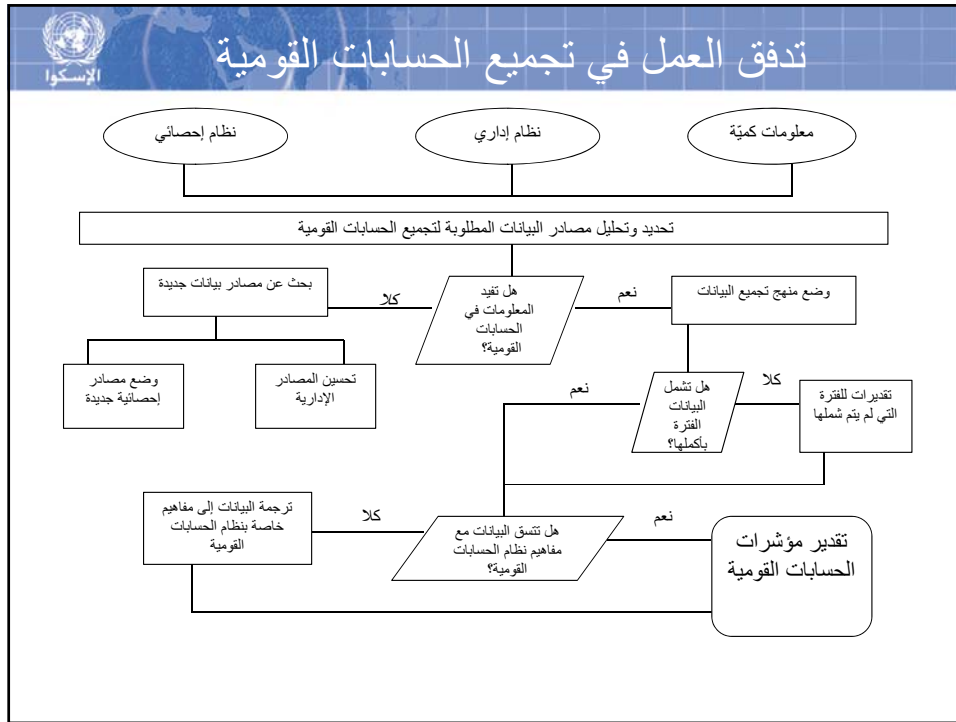 تدفق العمل في تجميع الحسابات القومية
الإسكوا
معلومات كميّة
نظام إداري
نظام إحصائي
تحديد وتحليل مصادر البيانات المطلوبة لتجميع الحسابات القومية
وضع منهج تجميع البيانات
نعم
هل تفيد
المعلومات في
الحسابات
القومية؟
كلا
بحث عن مصادر بيانات جديدة
تحسين المصادر
الإدارية
وضع مصادر
إحصائية جديدة
تقديرات للفترة
التي لم يتم شملها
كلا
هل تشمل
البيانات
الفترة
بأكملها؟
نعم
تقدير مؤشرات
الحسابات القومية
نعم
هل تتسق البيانات مع
مفاهيم نظام الحسابات
القومية؟
كلا
ترجمة البيانات إلى مفاهيم
خاصة بنظام الحسابات
القومية